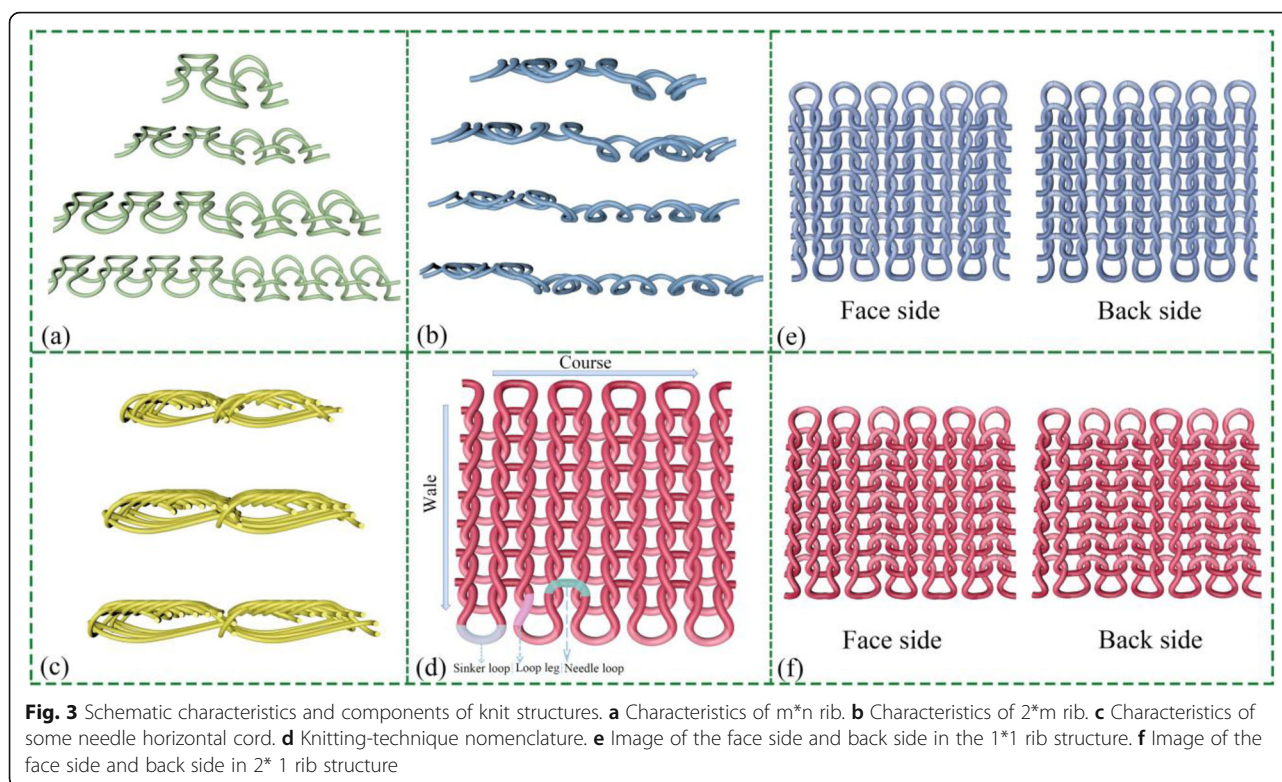 (a)
(b)
Face side
Back side
(e)
(c)
Course
Wale
Sinker loop
Loop leg
Needle loop
(d)
Face side
Back side
(f)
Fig. 3 Schematic characteristics and components of knit structures. a Characteristics of m*n rib. b Characteristics of 2*m rib. c Characteristics of
some needle horizontal cord. d Knitting-technique nomenclature. e Image of the face side and back side in the 1*1 rib structure. f Image of the
face side and back side in 2* 1 rib structure